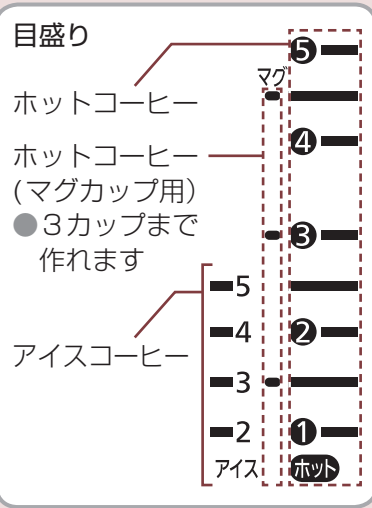 目盛り
ホットコーヒー
ホットコーヒー
(マグカップ用)
●3カップまで
作れます
アイスコーヒー
マグ
❺
❹
❸
❷
❶
ホット
5
4
3
2
アイス